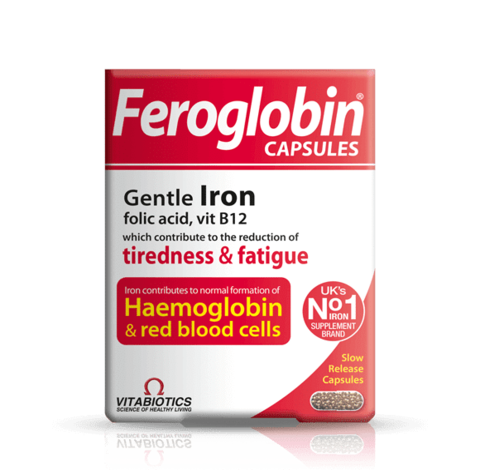 Feroglobin®
CAPSULES
Gentle Iron
folic acid, vit B12
which contribute to the reduction of
tiredness & fatigue
Iron contributes to normal formation of
Haemoglobin
& red blood cells
UK's
No1
IRON
SUPPLEMENT
BRAND
Slow
Release
Capsules
VITABIOTICS
SCIENCE OF HEALTHY LIVING